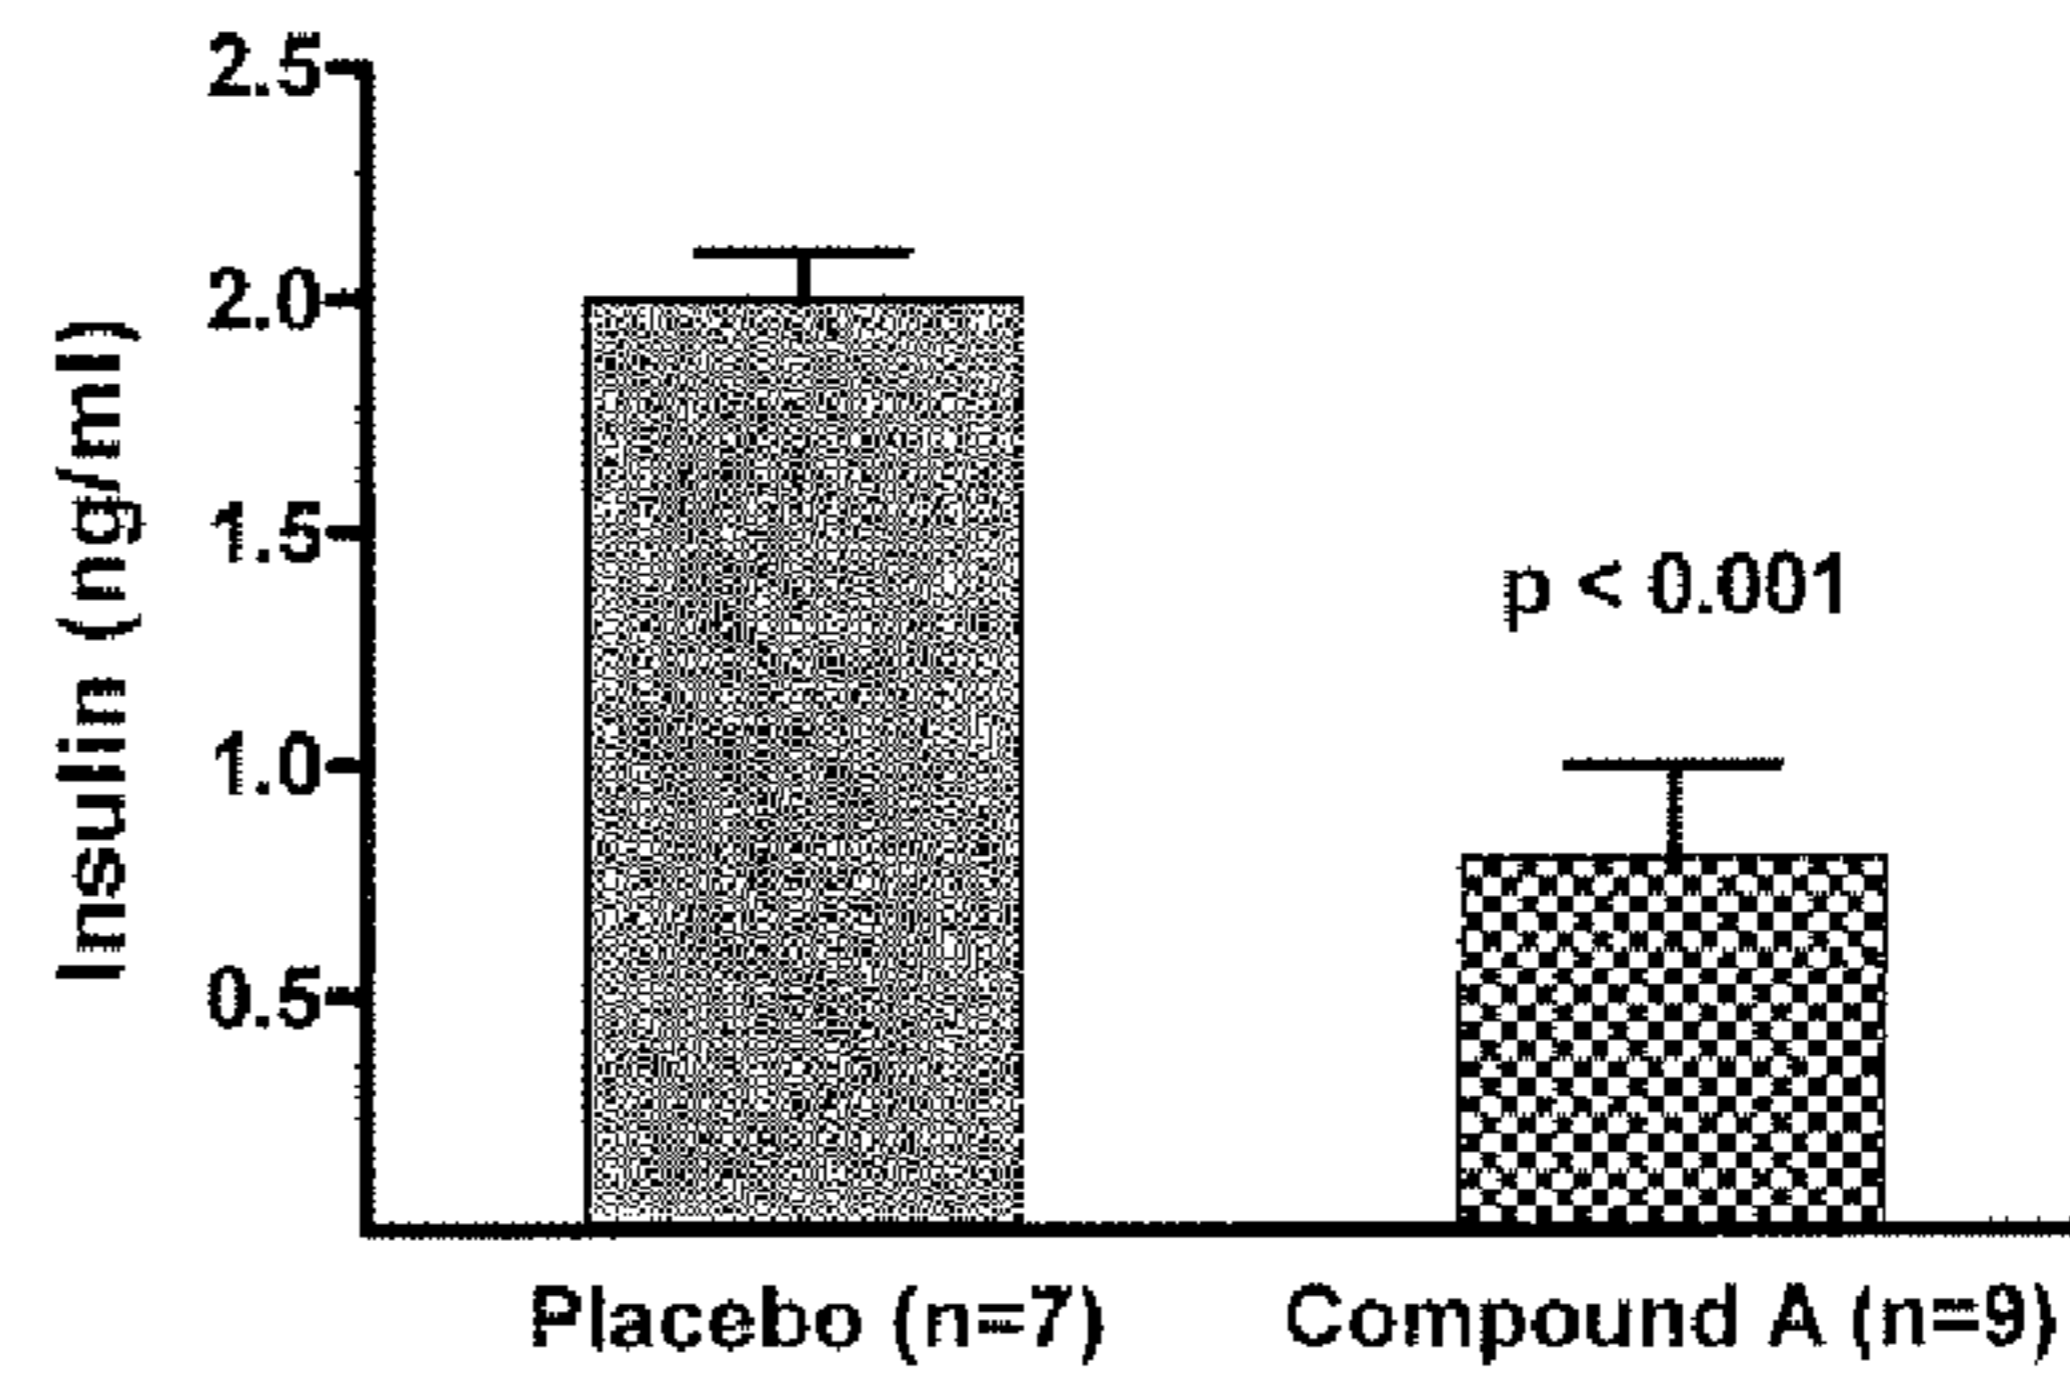 Insulin (ng/ml)
2.5
2.0
1.5
1.0
0.5
p < 0.001
Placebo (n=7)
Compound A (n=9)